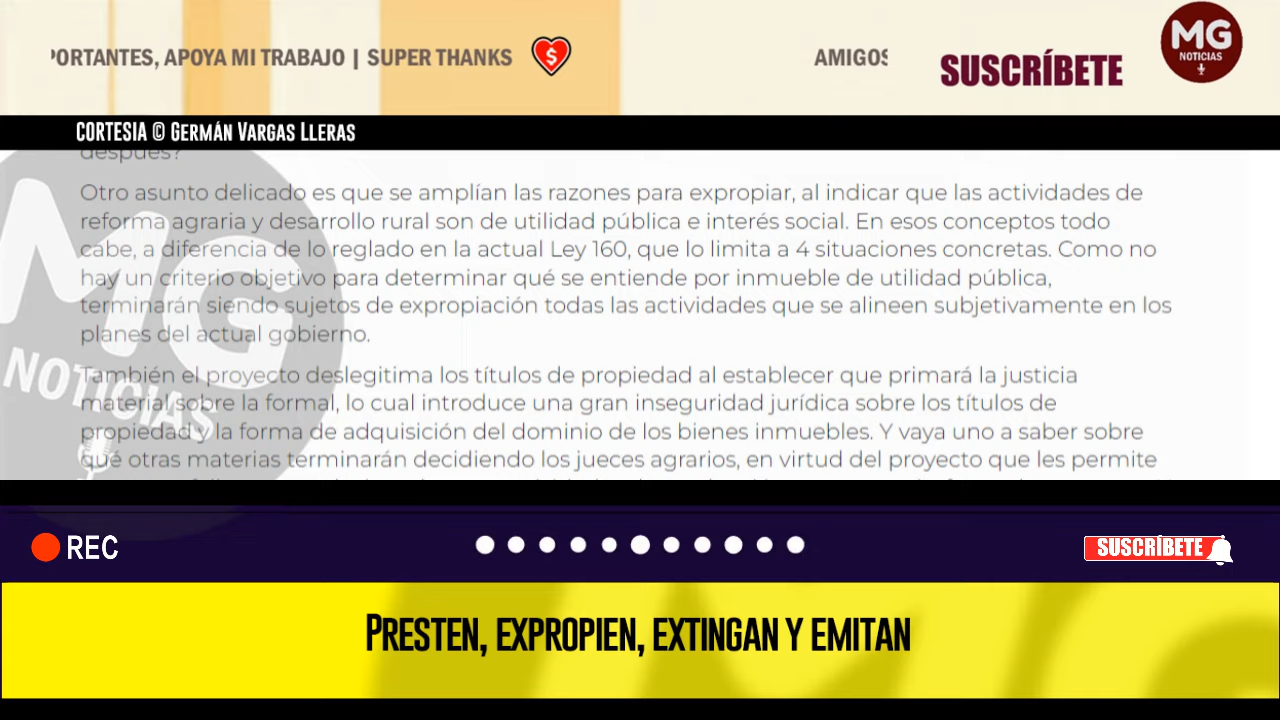 PORTANTES, APOYA MI TRABAJO | SUPER THANKS
$
AMIGOS
SUSCRÍBETE
MG
NOTICIAS
CORTESIA © GERMÁN VARGAS LLERAS
después?
Otro asunto delicado es que se amplían las razones para expropiar, al indicar que las actividades de
reforma agraria y desarrollo rural son de utilidad pública e interés social. En esos conceptos todo
cabe, a diferencia de lo reglado en la actual Ley 160, que lo limita a 4 situaciones concretas. Como no
hay un criterio objetivo para determinar qué se entiende por inmueble de utilidad pública,
terminarán siendo sujetos de expropiación todas las actividades que se alineen subjetivamente en los
planes del actual gobierno.
También el proyecto deslegitima los títulos de propiedad al establecer que primará la justicia
material sobre la formal, lo cual introduce una gran inseguridad jurídica sobre los títulos de
propiedad y la forma de adquisición del dominio de los bienes inmuebles. Y vaya uno a saber sobre
qué otras materias terminarán decidiendo los jueces agrarios, en virtud del proyecto que les permite
MG
NOTICIAS
REC
SUSCRÍBETE
PRESTEN, EXPROPIEN, EXTINGAN Y EMITAN